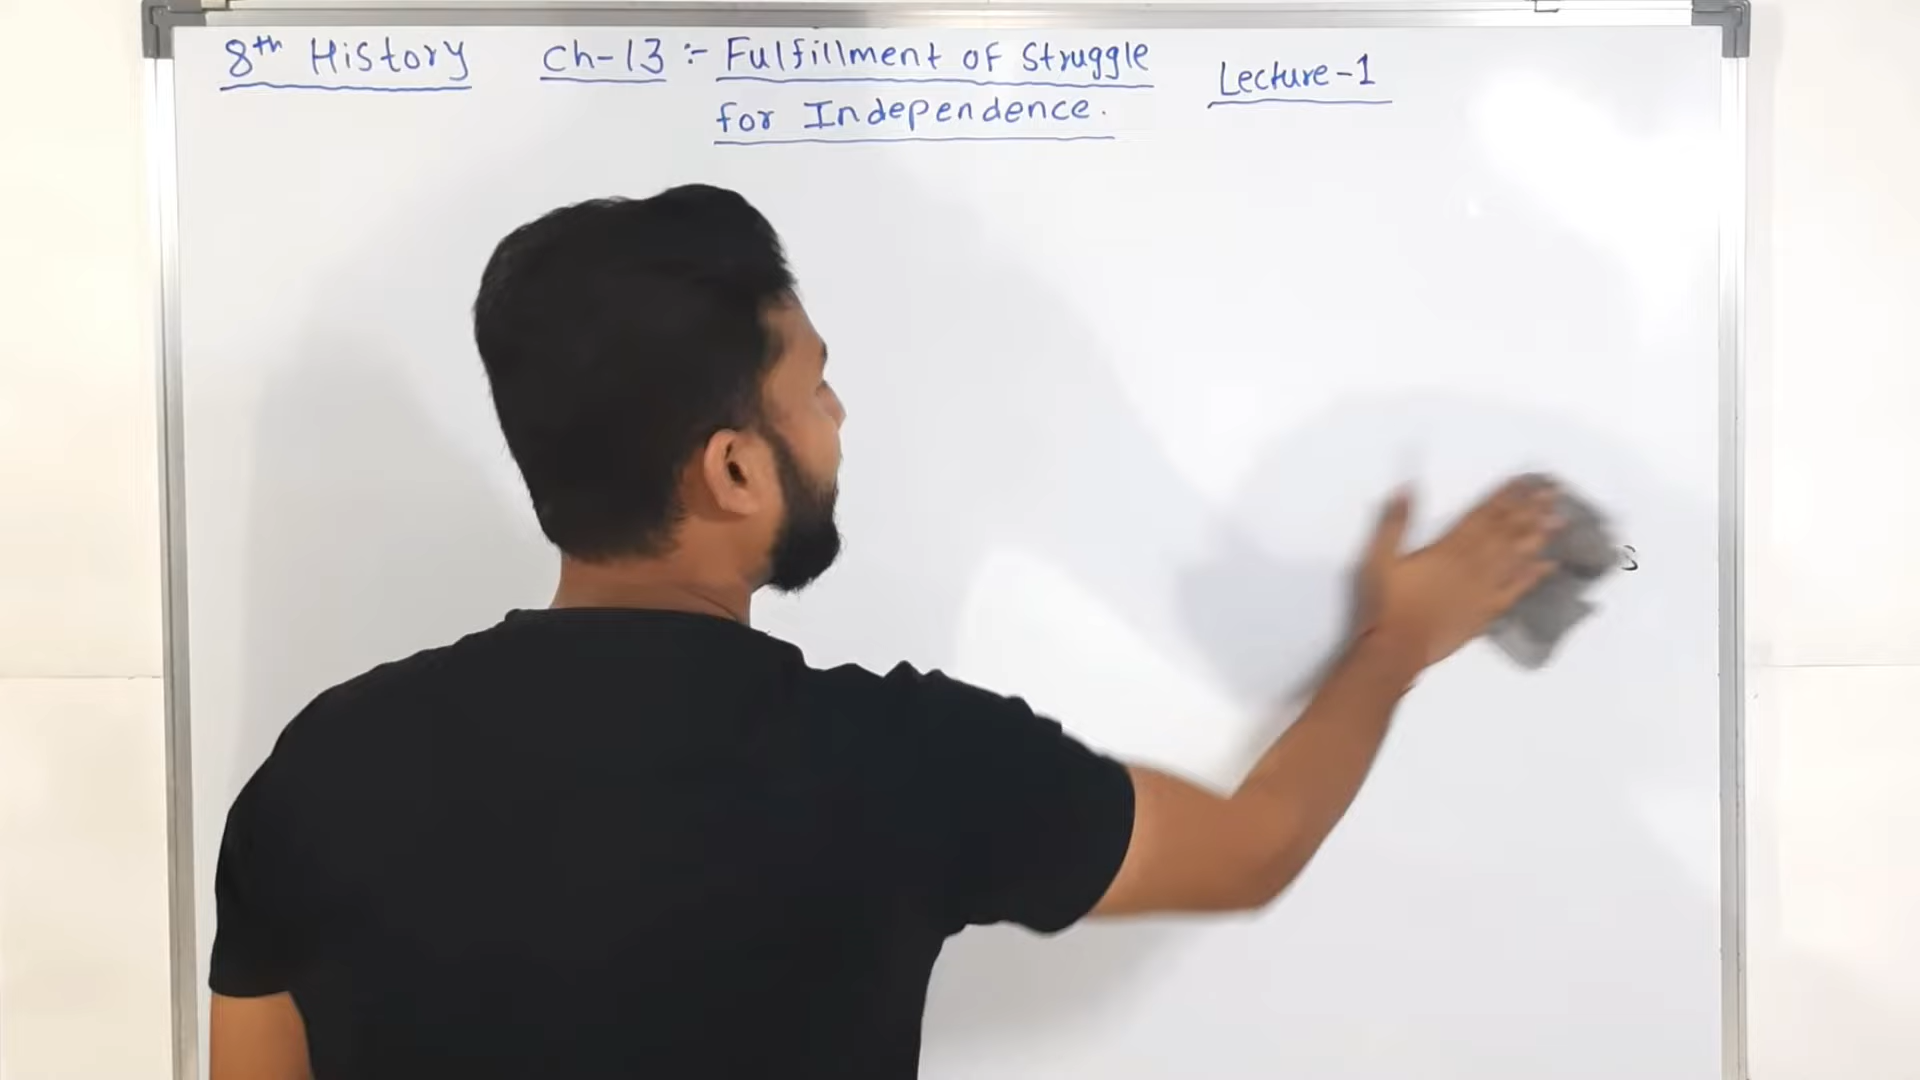 8th History Ch-13 :- Fulfillment of Struggle
for Independence.
Lecture-1
s